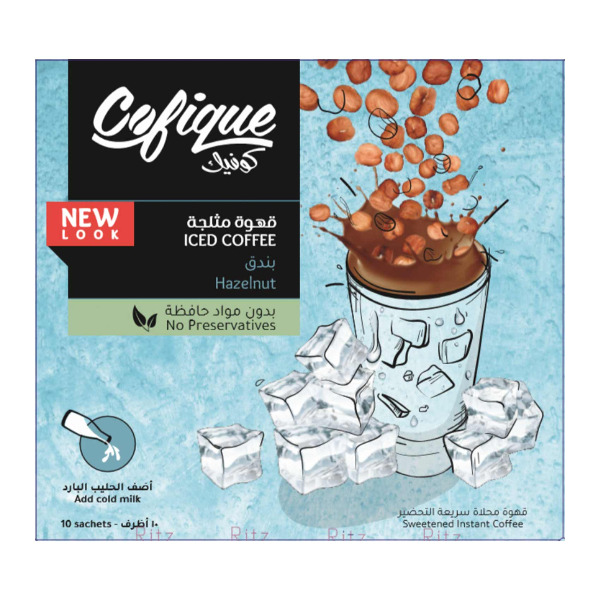 Cofique
كوفيك
NEW
LOOK
قهوة مثلجة
ICED COFFEE
بندق
Hazelnut
بدون مواد حافظة
No Preservatives
أضف الحليب البارد
Add cold milk
10 sachets - ١٠ أظرف
قهوة محلاة سريعة التحضير
Sweetened Instant Coffee
Ritz Ritz Ritz Ritz